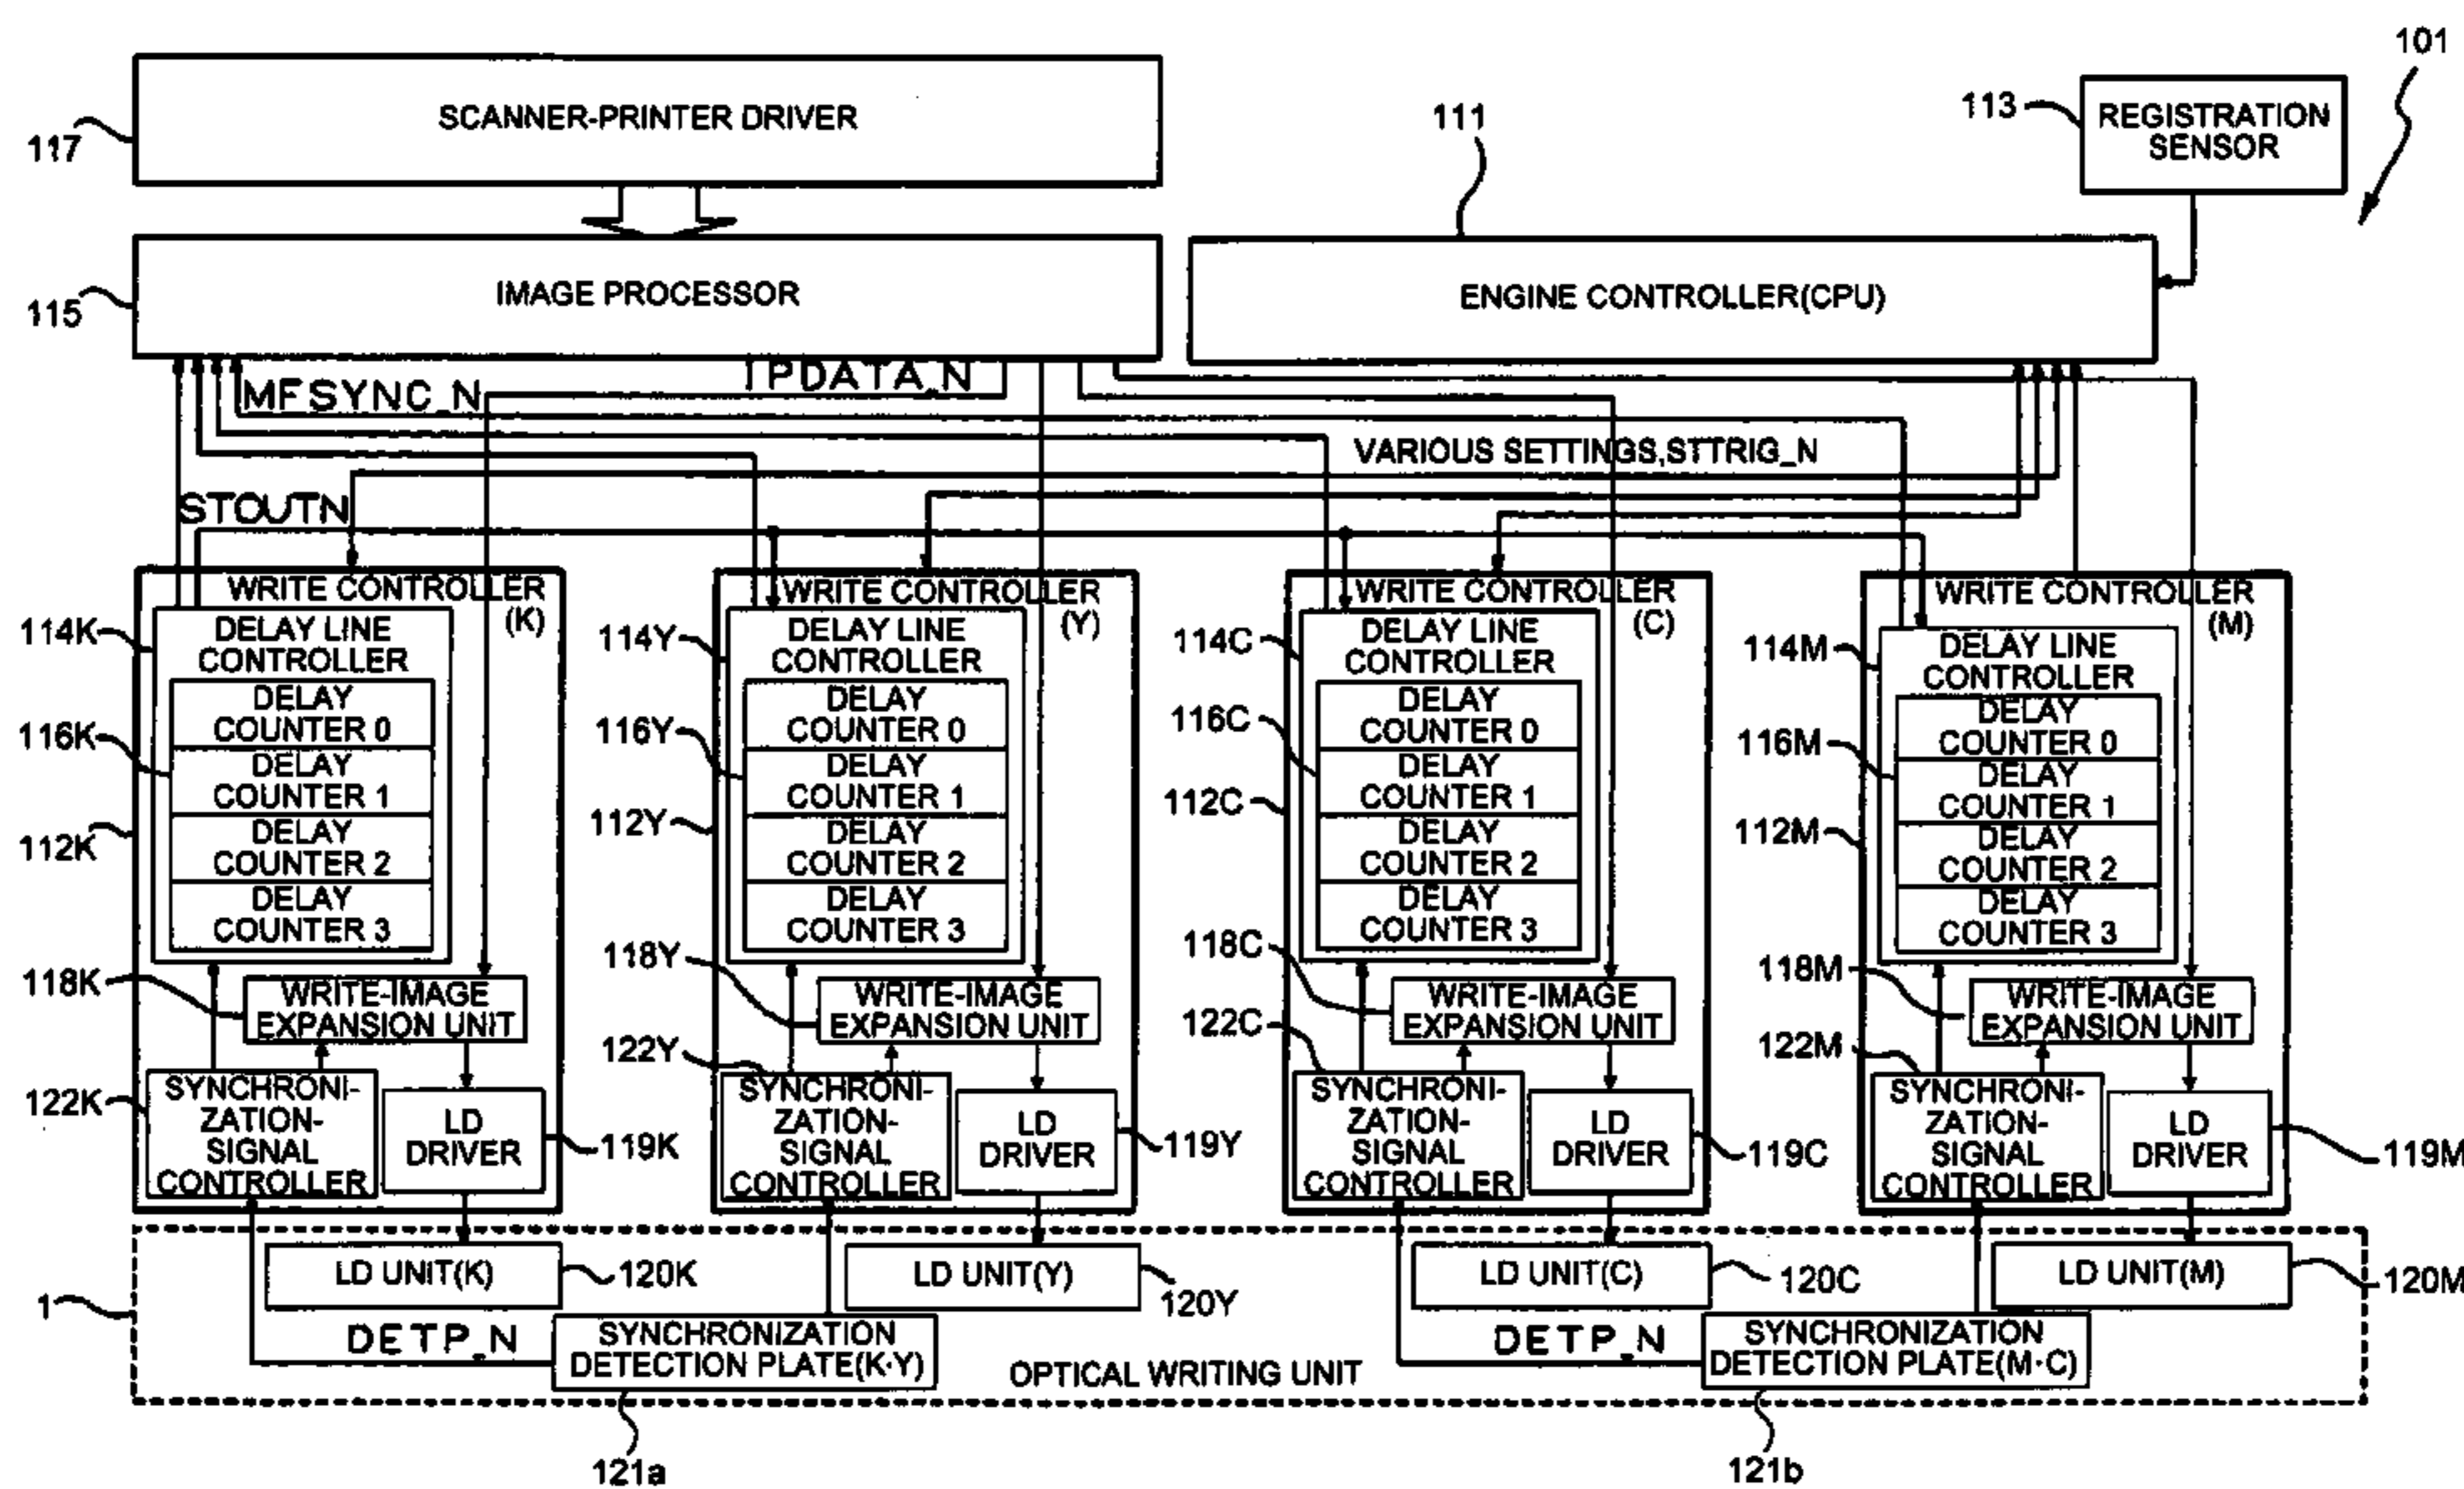 101
SCANNER-PRINTER DRIVER
117
111
113
REGISTRATION
SENSOR
IMAGE PROCESSOR
115
ENGINE CONTROLLER(CPU)
IPDATA_N
MFSYNC_N
VARIOUS SETTINGS,STTRIG_N
STOUTN
WRITE CONTROLLER
(K)
114K
DELAY LINE
CONTROLLER
116K
DELAY
COUNTER 0
DELAY
COUNTER 1
112K
DELAY
COUNTER 2
DELAY
COUNTER 3
118K
WRITE-IMAGE
EXPANSION UNIT
122K
SYNCHRONI-
ZATION-
SIGNAL
CONTROLLER
LD
DRIVER
119K
WRITE CONTROLLER
(Y)
114Y
DELAY LINE
CONTROLLER
116Y
DELAY
COUNTER 0
DELAY
COUNTER 1
112Y
DELAY
COUNTER 2
DELAY
COUNTER 3
118Y
WRITE-IMAGE
EXPANSION UNIT
122Y
SYNCHRONI-
ZATION-
SIGNAL
CONTROLLER
LD
DRIVER
119Y
WRITE CONTROLLER
(C)
114C
DELAY LINE
CONTROLLER
116C
DELAY
COUNTER 0
DELAY
COUNTER 1
112C
DELAY
COUNTER 2
DELAY
COUNTER 3
118C
WRITE-IMAGE
EXPANSION UNIT
122C
SYNCHRONI-
ZATION-
SIGNAL
CONTROLLER
LD
DRIVER
119C
WRITE CONTROLLER
(M)
114M
DELAY LINE
CONTROLLER
116M
DELAY
COUNTER 0
DELAY
COUNTER 1
112M
DELAY
COUNTER 2
DELAY
COUNTER 3
118M
WRITE-IMAGE
EXPANSION UNIT
122M
SYNCHRONI-
ZATION-
SIGNAL
CONTROLLER
LD
DRIVER
119M
1
LD UNIT(K)
120K
LD UNIT(Y)
120Y
LD UNIT(C)
120C
LD UNIT(M)
120M
DETP_N
SYNCHRONIZATION
DETECTION PLATE(K·Y)
OPTICAL WRITING UNIT
DETP_N
SYNCHRONIZATION
DETECTION PLATE(M·C)
121a
121b